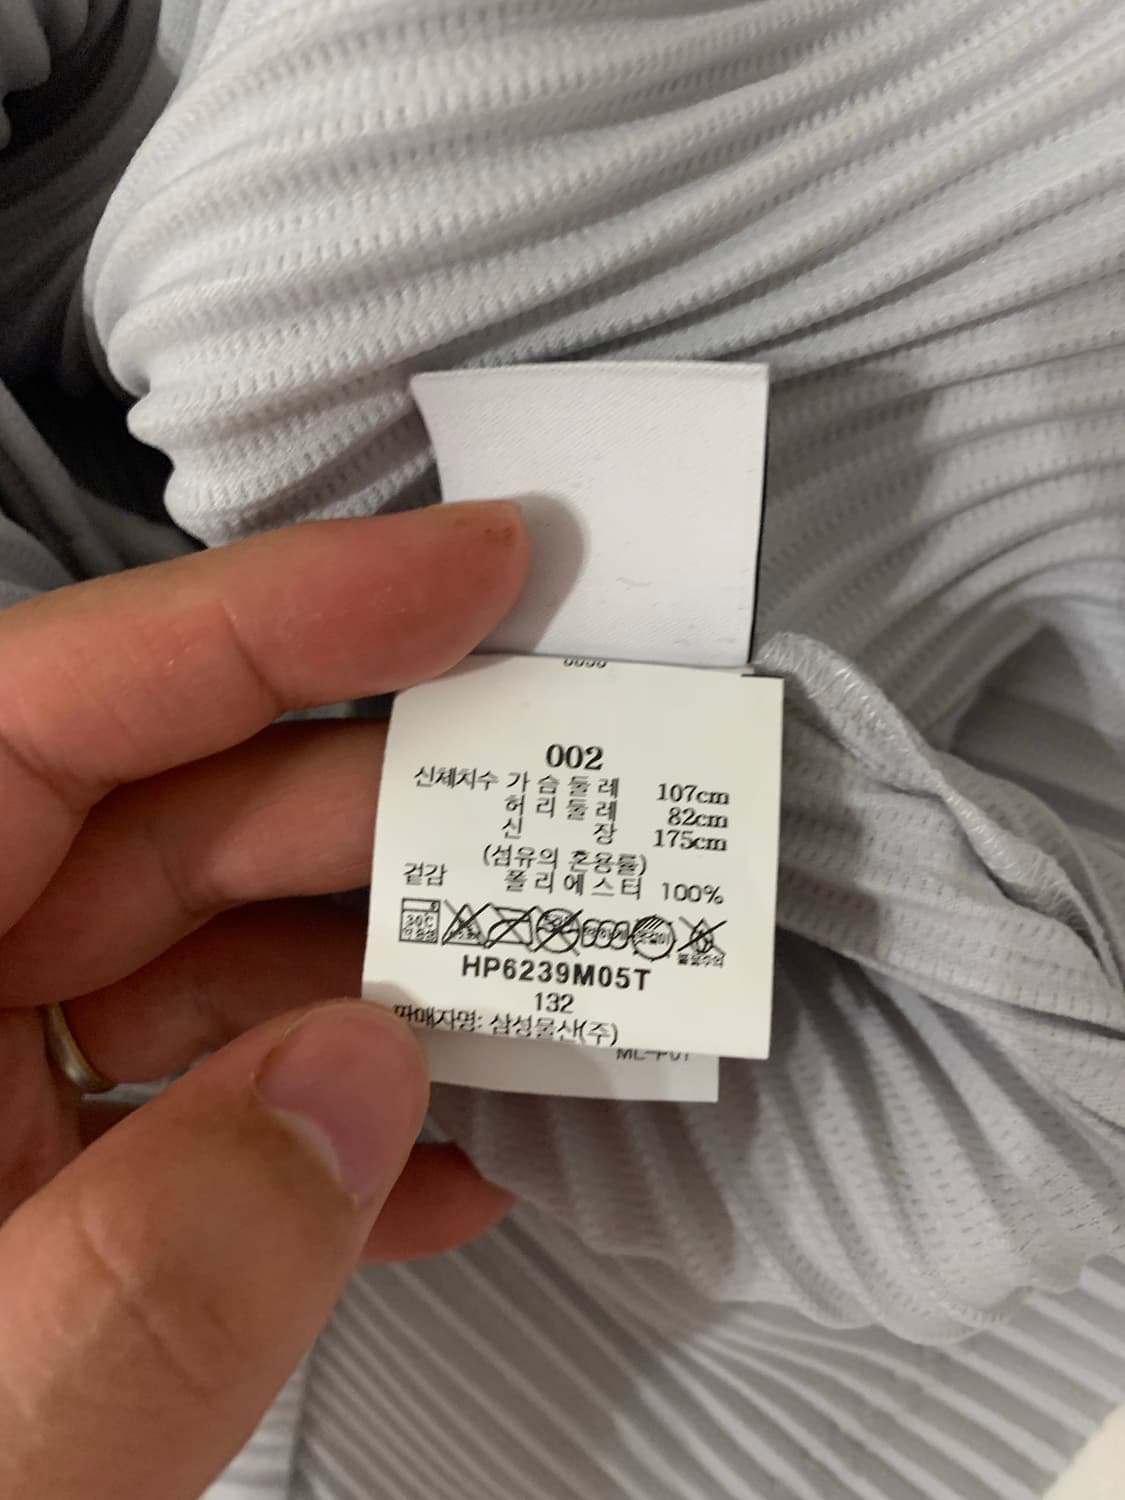 002
신체치수 가슴둘레 107cm
허리둘레 82cm
신장 175cm
(섬유의 혼용률)
겉감 폴리에스터 100%
30℃
HP6239M05T
132
판매자명: 삼성물산(주)